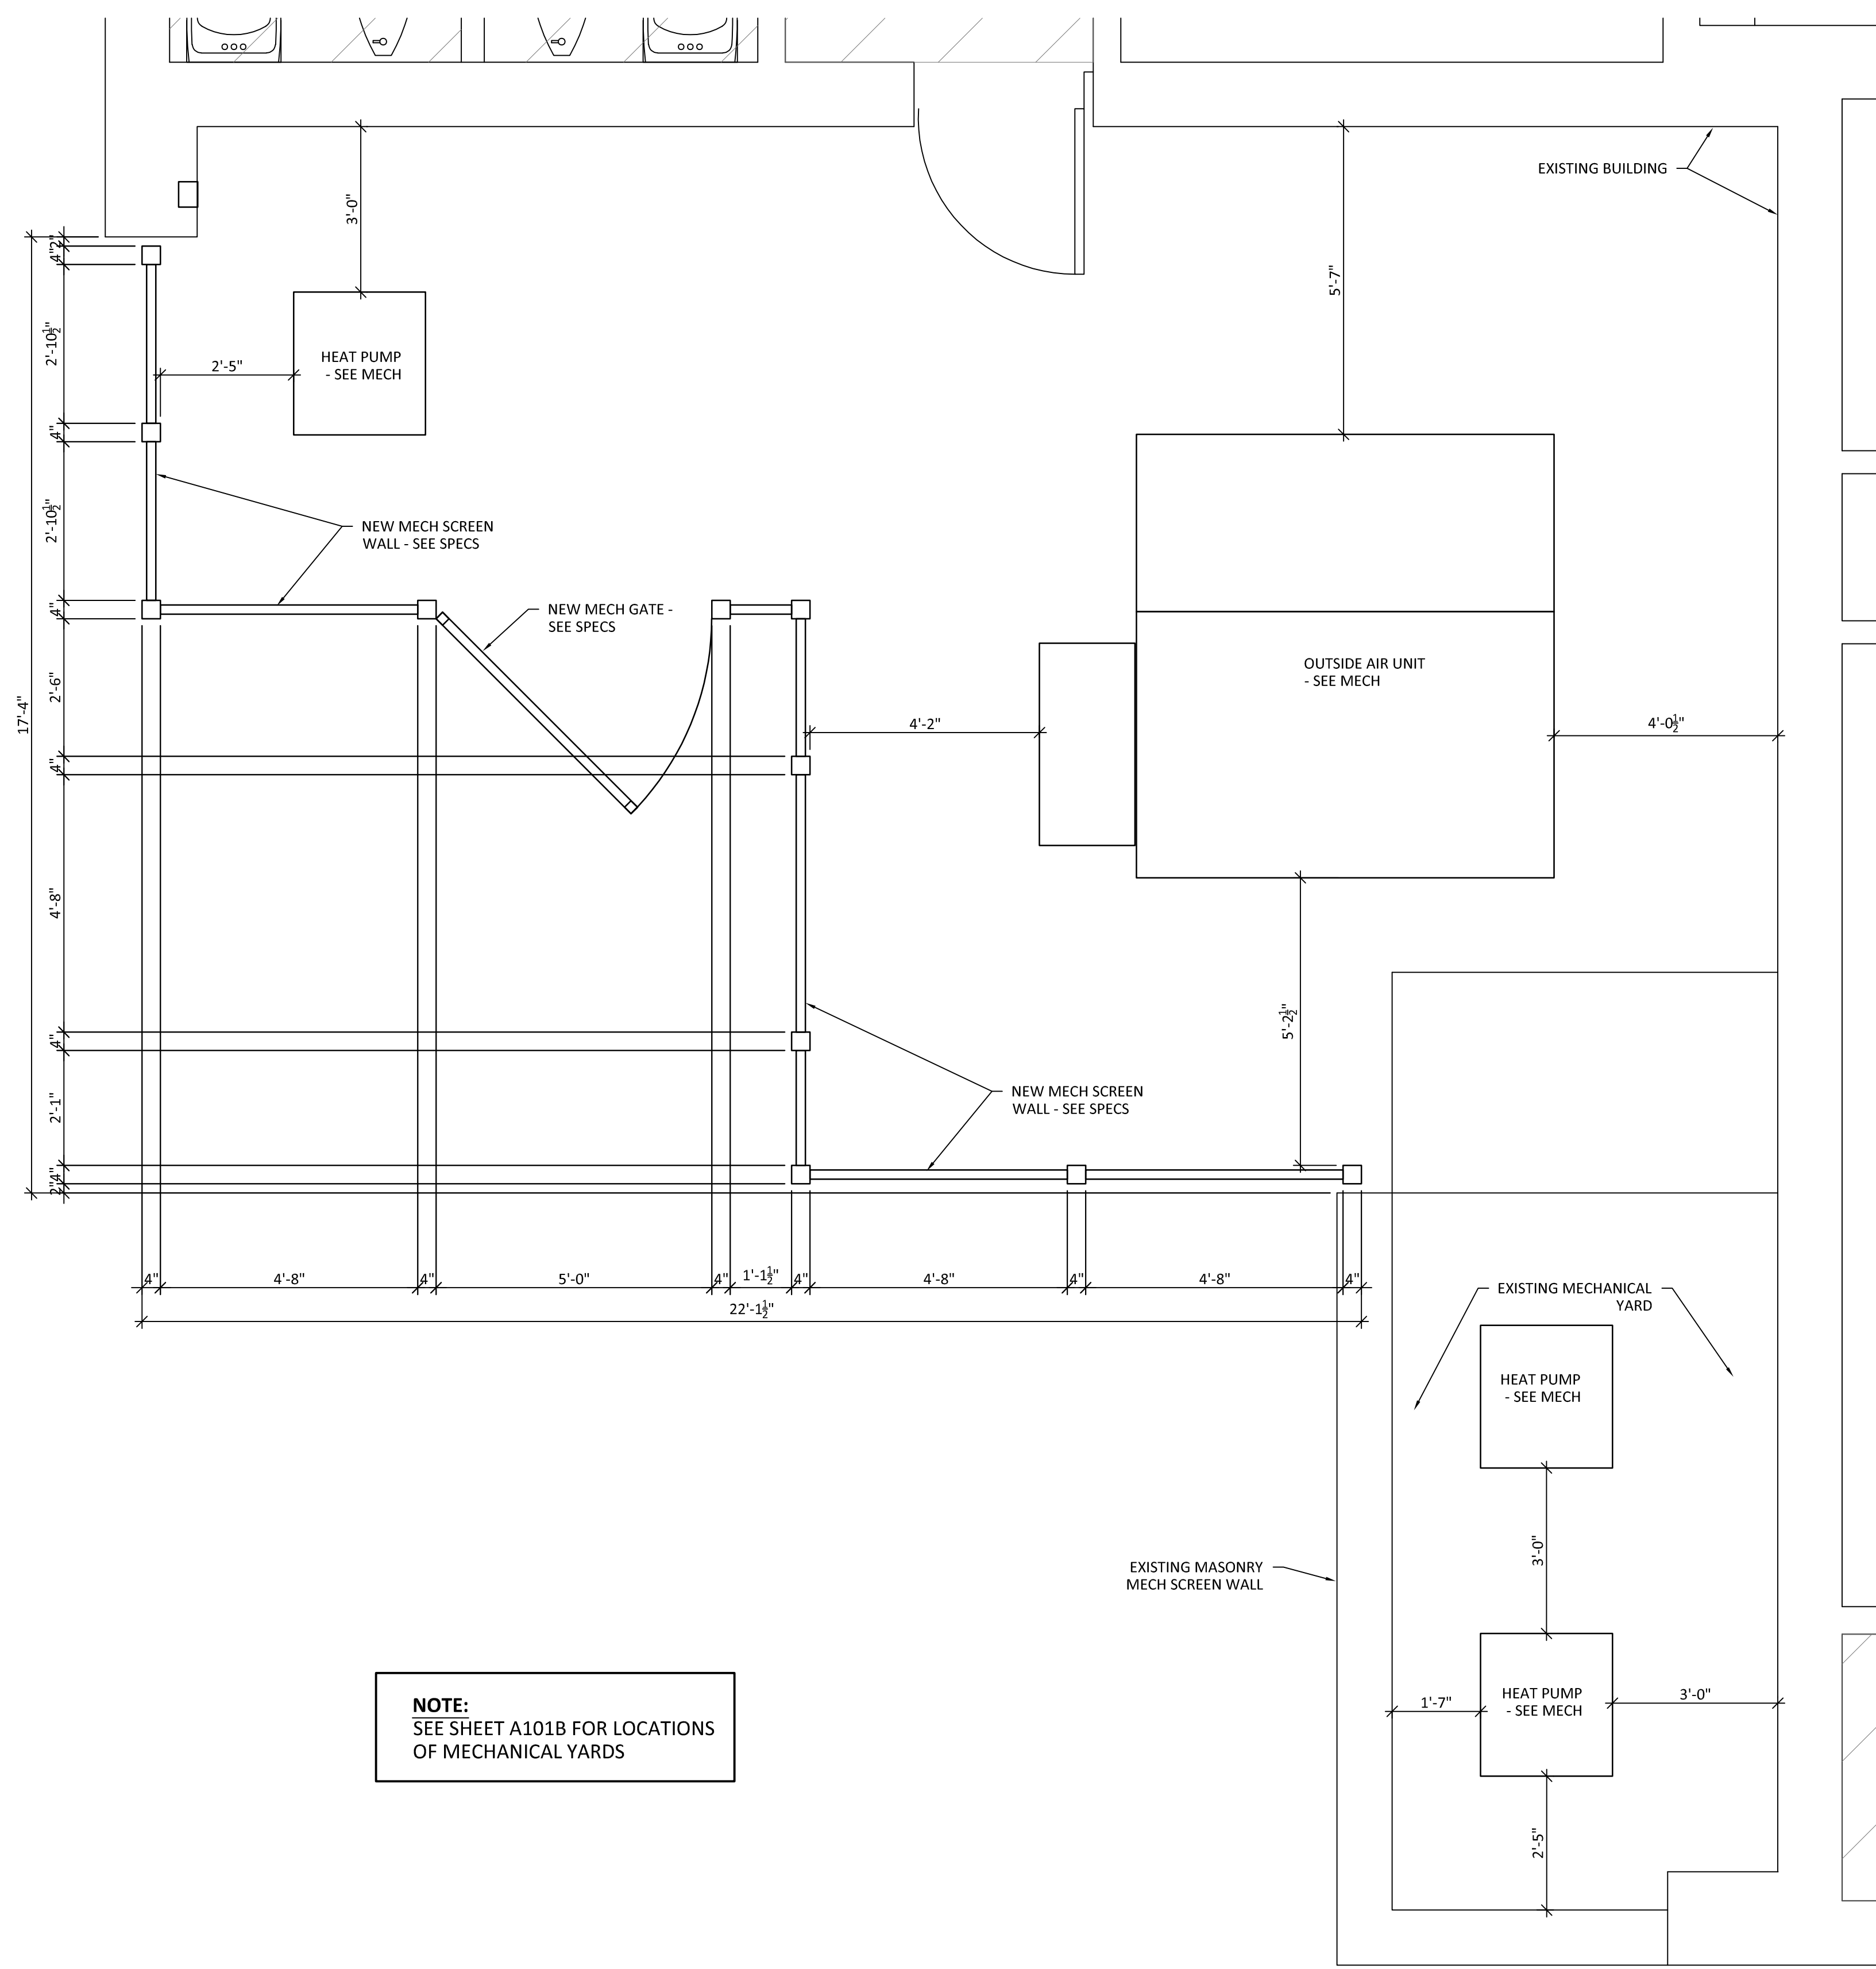 EXISTING BUILDING
3'-0"
5'-7"
2"
4"
2'-10½"
HEAT PUMP
- SEE MECH
2'-5"
4"
2'-10½"
NEW MECH SCREEN
WALL - SEE SPECS
4"
NEW MECH GATE -
SEE SPECS
OUTSIDE AIR UNIT
- SEE MECH
2'-6"
17'-4"
4'-2"
4'-0½"
4"
4'-8"
5'-2½"
4"
NEW MECH SCREEN
WALL - SEE SPECS
2'-1"
4"
2"
4" 4'-8" 4" 5'-0" 4" 1'-1½" 4" 4'-8" 4" 4'-8" 4"
22'-1½"
EXISTING MECHANICAL
YARD
HEAT PUMP
- SEE MECH
3'-0"
EXISTING MASONRY
MECH SCREEN WALL
HEAT PUMP
- SEE MECH
1'-7"
3'-0"
2'-5"
NOTE:
SEE SHEET A101B FOR LOCATIONS
OF MECHANICAL YARDS